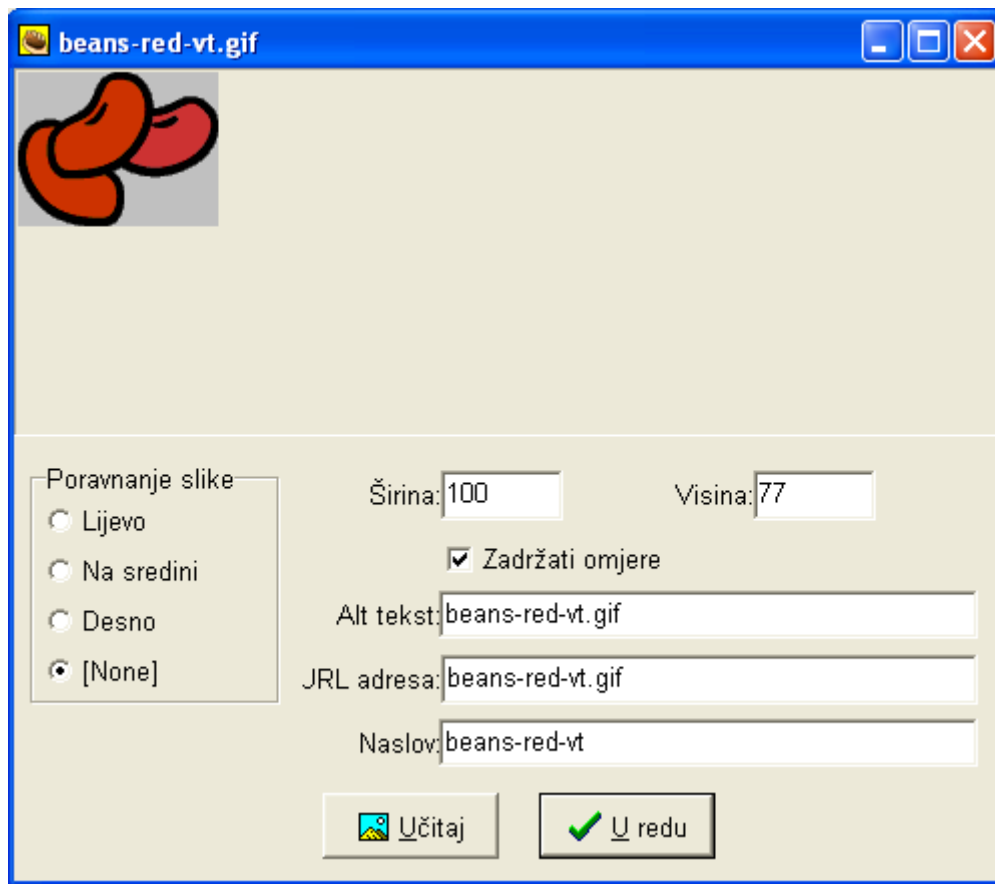 beans-red-vt.gif
Poravnanje slike
Lijevo
Na sredini
Desno
[None]
Širina: 100
Visina: 77
Zadržati omjere
Alt tekst: beans-red-vt.gif
JRL adresa: beans-red-vt.gif
Naslov: beans-red-vt
Učitaj
U redu